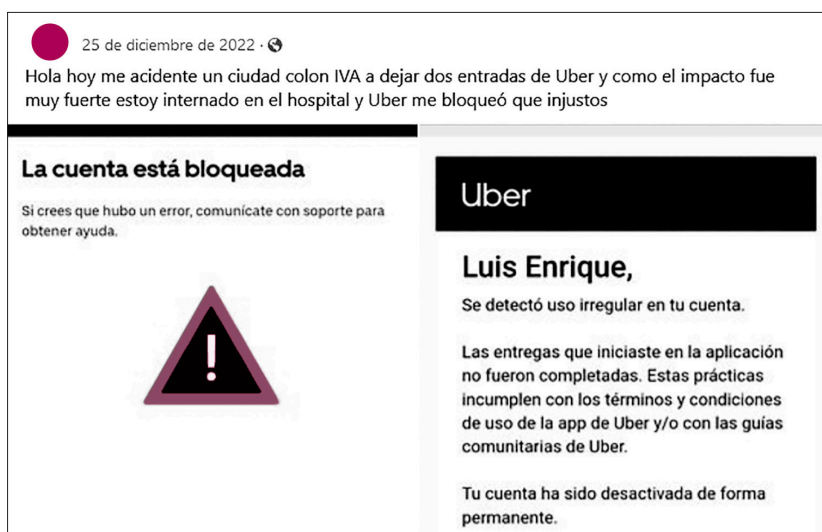 25 de diciembre de 2022 ·
Hola hoy me acidente un ciudad colon IVA a dejar dos entradas de Uber y como el impacto fue
muy fuerte estoy internado en el hospital y Uber me bloqueó que injustos
La cuenta está bloqueada
Si crees que hubo un error, comunícate con soporte para
obtener ayuda.
!
Uber
Luis Enrique,
Se detectó uso irregular en tu cuenta.
Las entregas que iniciaste en la aplicación
no fueron completadas. Estas prácticas
incumplen con los términos y condiciones
de uso de la app de Uber y/o con las guías
comunitarias de Uber.
Tu cuenta ha sido desactivada de forma
permanente.